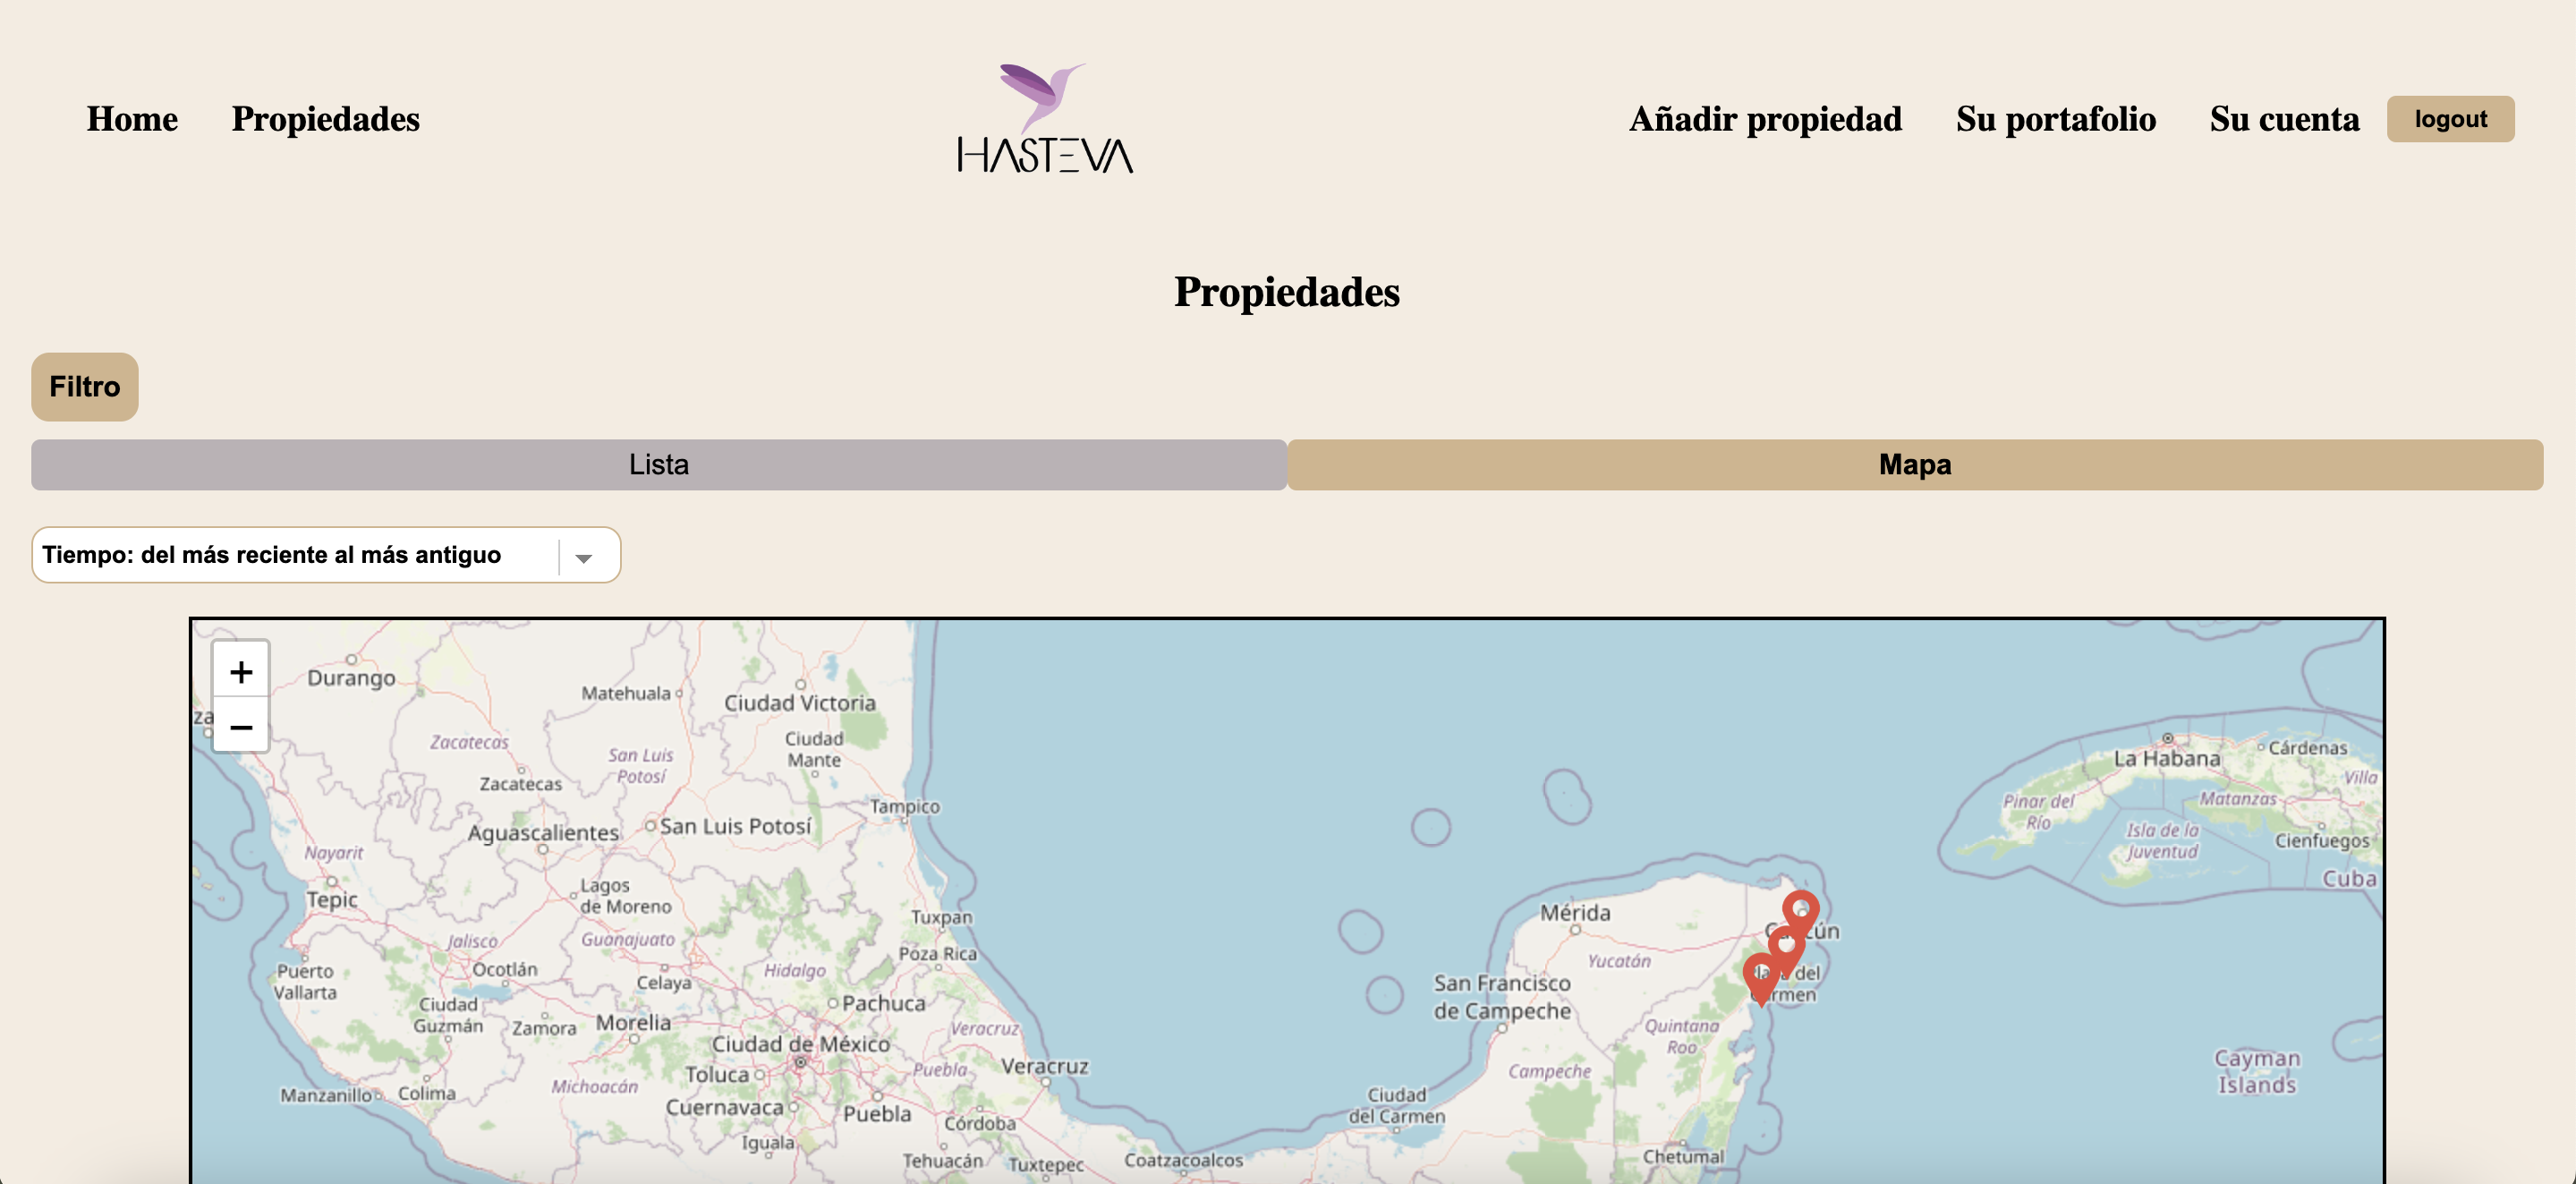 Home
Propiedades
HASTEVA
Añadir propiedad
Su portafolio
Su cuenta
logout
Propiedades
Filtro
Lista
Mapa
Tiempo: del más reciente al más antiguo
+
−
Durango
Matehuala
Ciudad Victoria
Zacatecas
San Luis
Potosí
Ciudad
Mante
Zacatecas
Tampico
Aguascalientes
San Luis Potosí
Nayarit
Tepic
Lagos
de Moreno
Tuxpan
Jalisco
Guanajuato
Poza Rica
Puerto
Vallarta
Ocotlán
Celaya
Hidalgo
Ciudad
Guzmán
Zamora
Morelia
Pachuca
Veracruz
Ciudad de México
Toluca
Puebla
Veracruz
Manzanillo
Colima
Michoacán
Cuernavaca
Puebla
Córdoba
Iguala
Tehuacán
Tuxtepec
Coatzacoalcos
Ciudad
del Carmen
Mérida
Yucatán
San Francisco
de Campeche
Quintana
Roo
Campeche
Chetumal
del
La Habana
Cárdenas
Villa
Pinar del
Río
Matanzas
Isla de la
Juventud
Cienfuegos
Cuba
Cayman
Islands